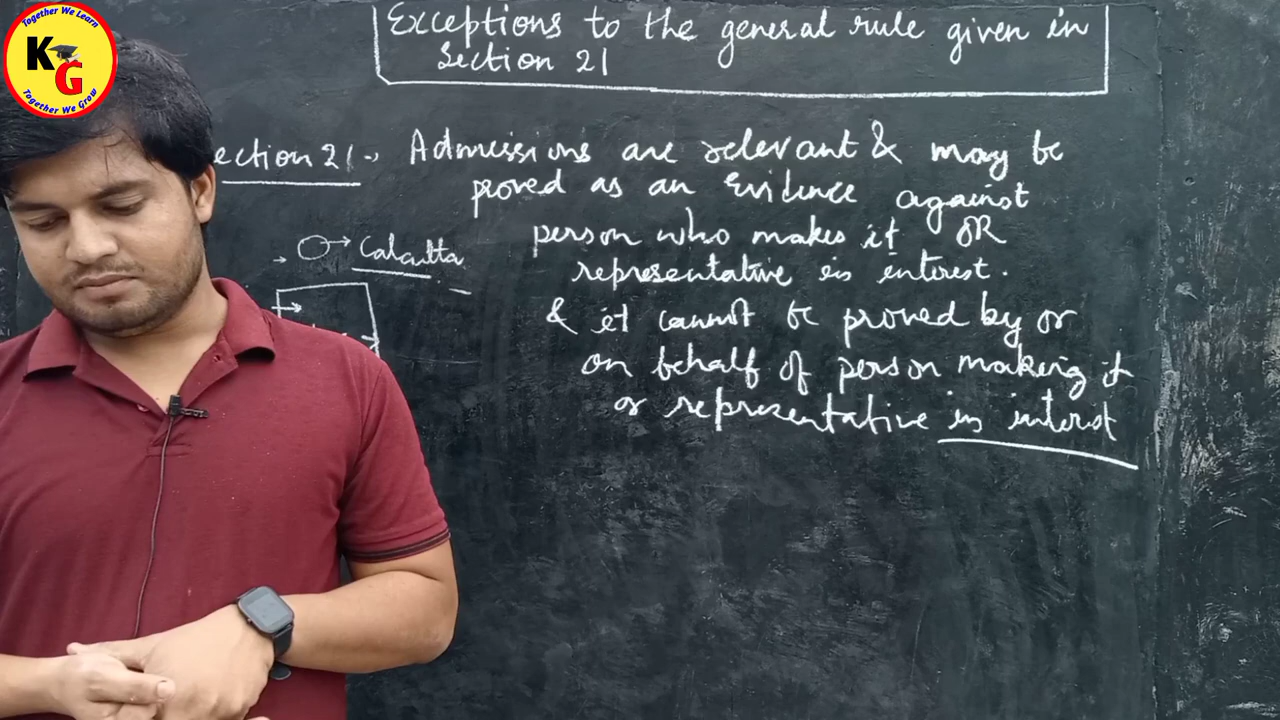 Together We Learn
KG
Together We Grow
Exceptions to the general rule given in
Section 21
ection 21 :- Admissions are relevant & may be
proved as an Evidence against
person who makes it OR
representative in interest.
& it cannot be proved by or
on behalf of person making it
or representative in interest
→ Calcutta